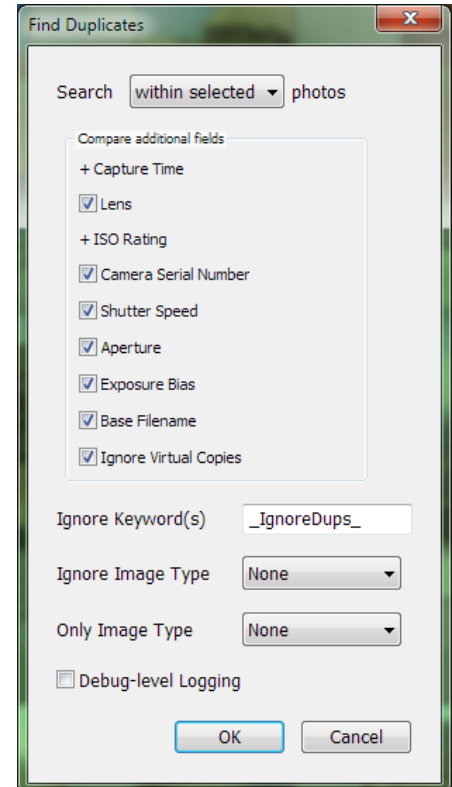 Find Duplicates
Search within selected photos
Compare additional fields
+ Capture Time
Lens
+ ISO Rating
Camera Serial Number
Shutter Speed
Aperture
Exposure Bias
Base Filename
Ignore Virtual Copies
Ignore Keyword(s) _IgnoreDups_
Ignore Image Type None
Only Image Type None
Debug-level Logging
OK Cancel